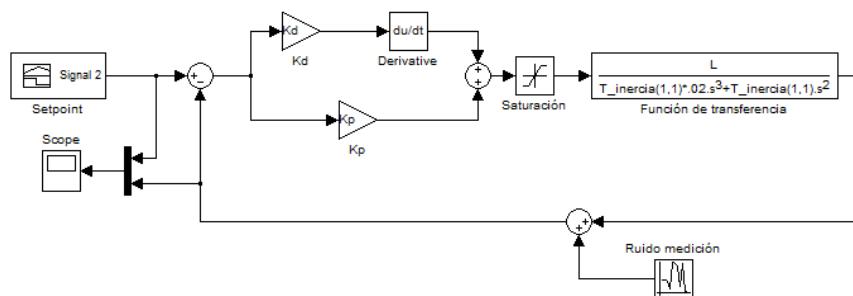 Signal 2
Setpoint
Scope
+
−
Kd
Kd
du/dt
Derivative
Kp
Kp
+
+
Saturación
L
T_inercia(1,1)*.02.s3+T_inercia(1,1).s2
Función de transferencia
+
+
Ruido medición